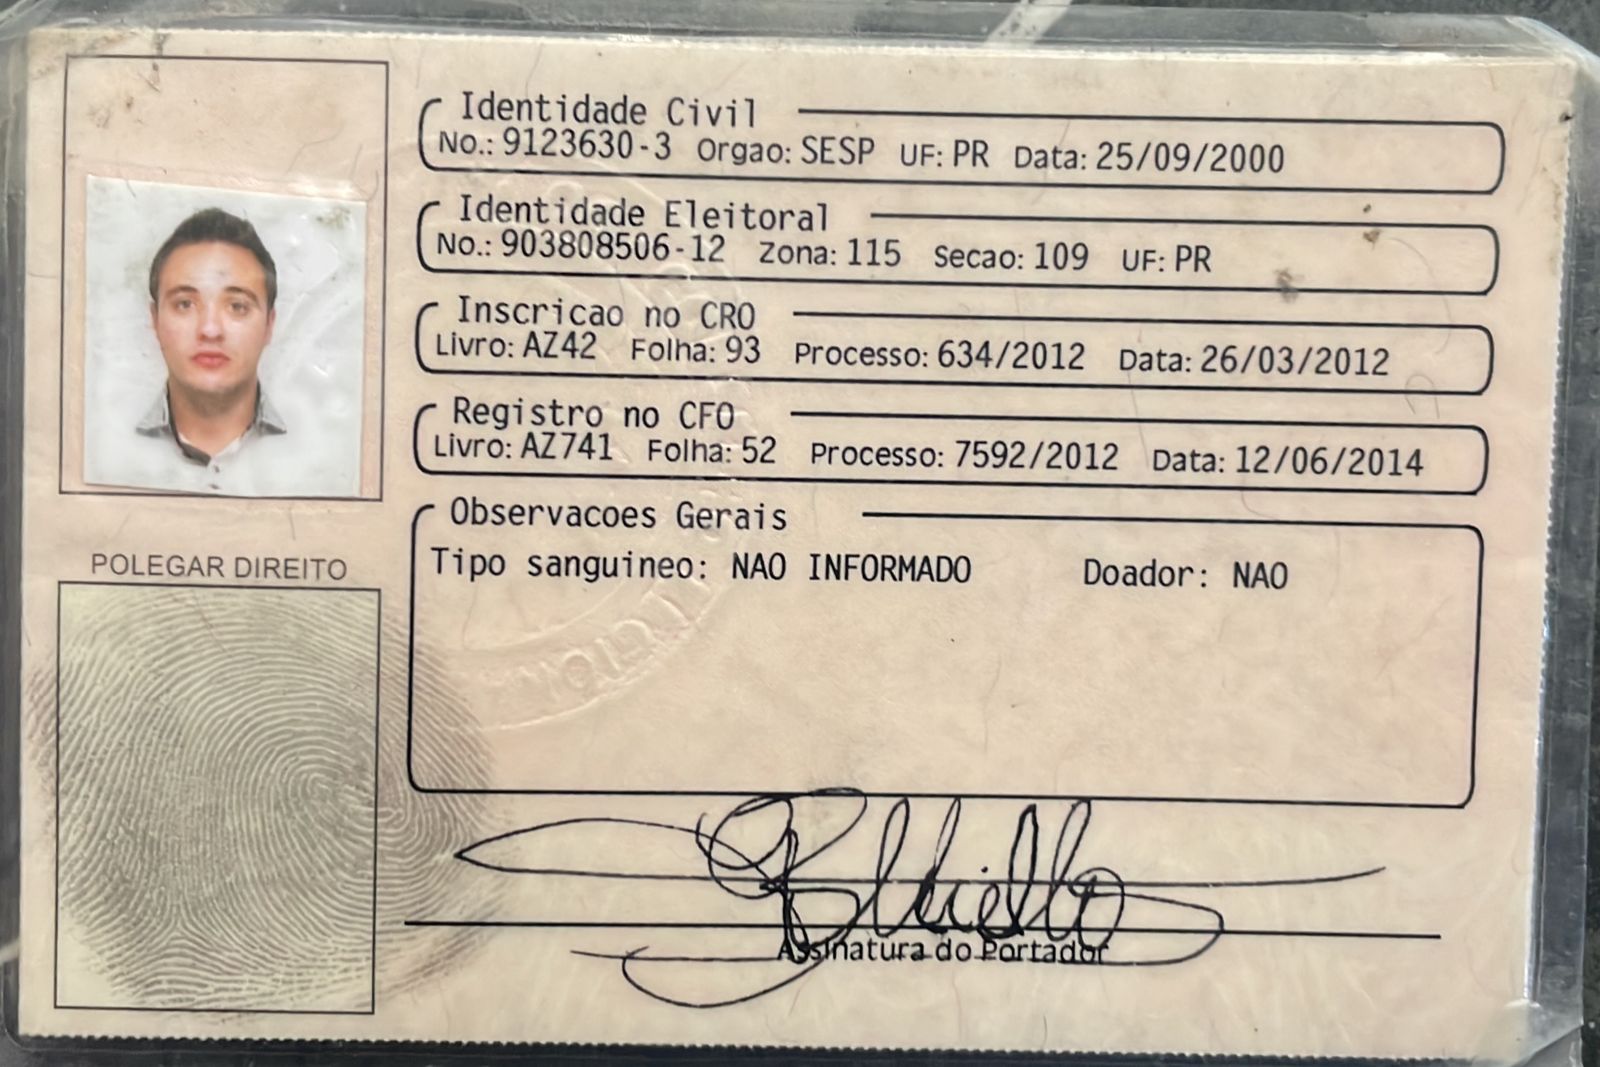 Identidade Civil
No.: 9123630-3 Orgao: SESP UF: PR Data: 25/09/2000
Identidade Eleitoral
No.: 903808506-12 Zona: 115 Secao: 109 UF: PR
Inscricao no CRO
Livro: AZ42 Folha: 93 Processo: 634/2012 Data: 26/03/2012
Registro no CFO
Livro: AZ741 Folha: 52 Processo: 7592/2012 Data: 12/06/2014
Observacoes Gerais
Tipo sanguineo: NAO INFORMADO Doador: NAO
POLEGAR DIREITO
Assinatura do Portador